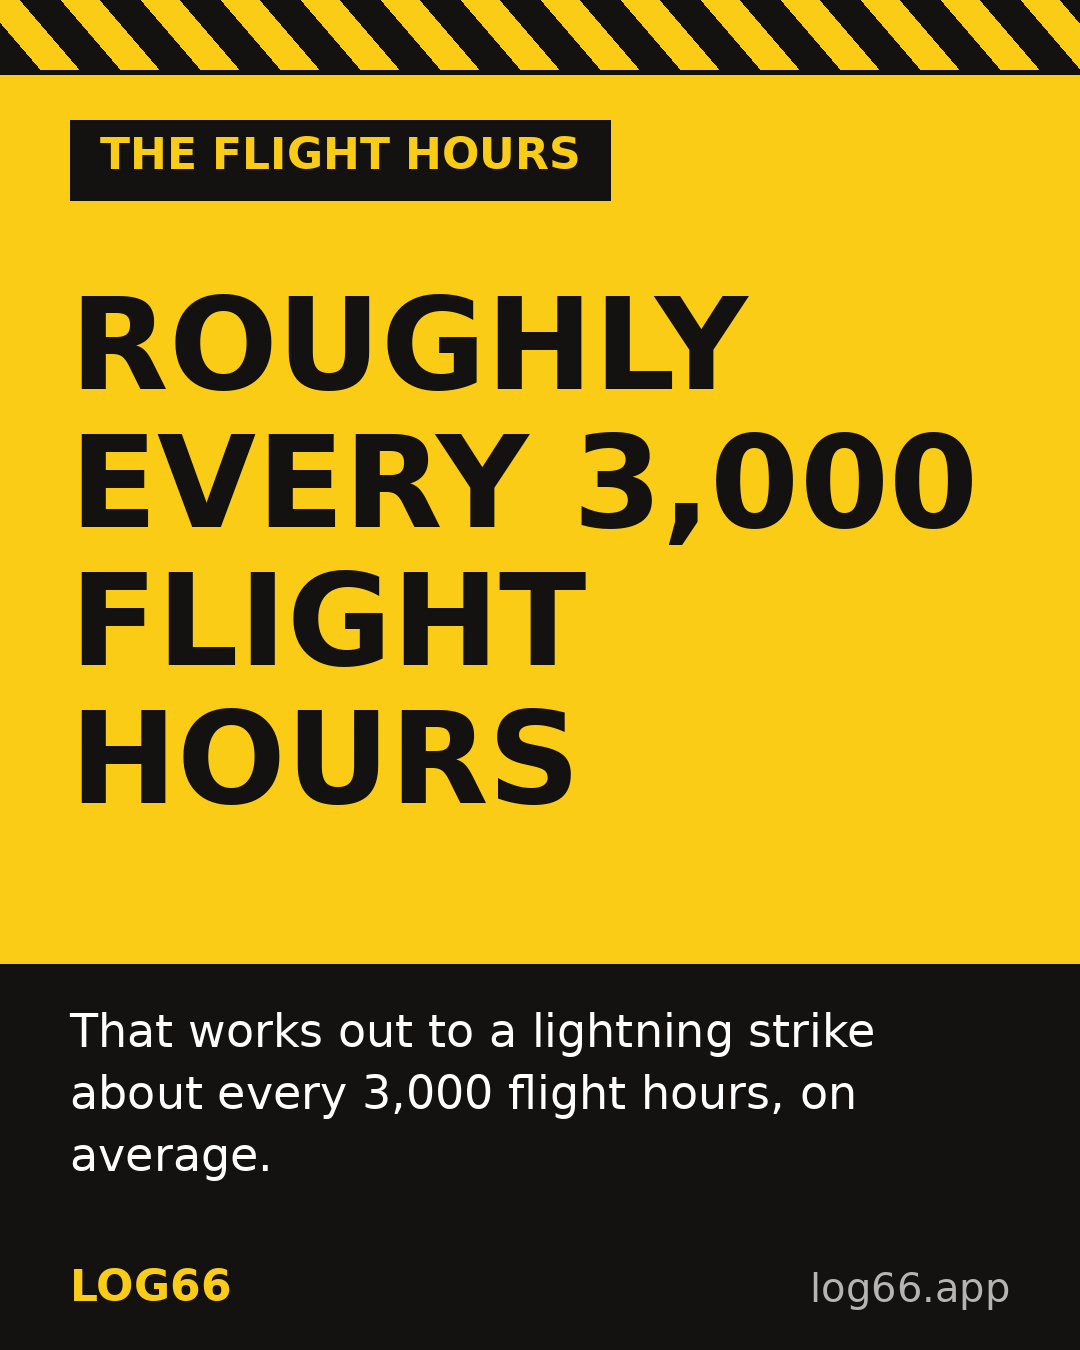 THE FLIGHT HOURS
ROUGHLY
EVERY 3,000
FLIGHT
HOURS
That works out to a lightning strike
about every 3,000 flight hours, on
average.
LOG66
log66.app